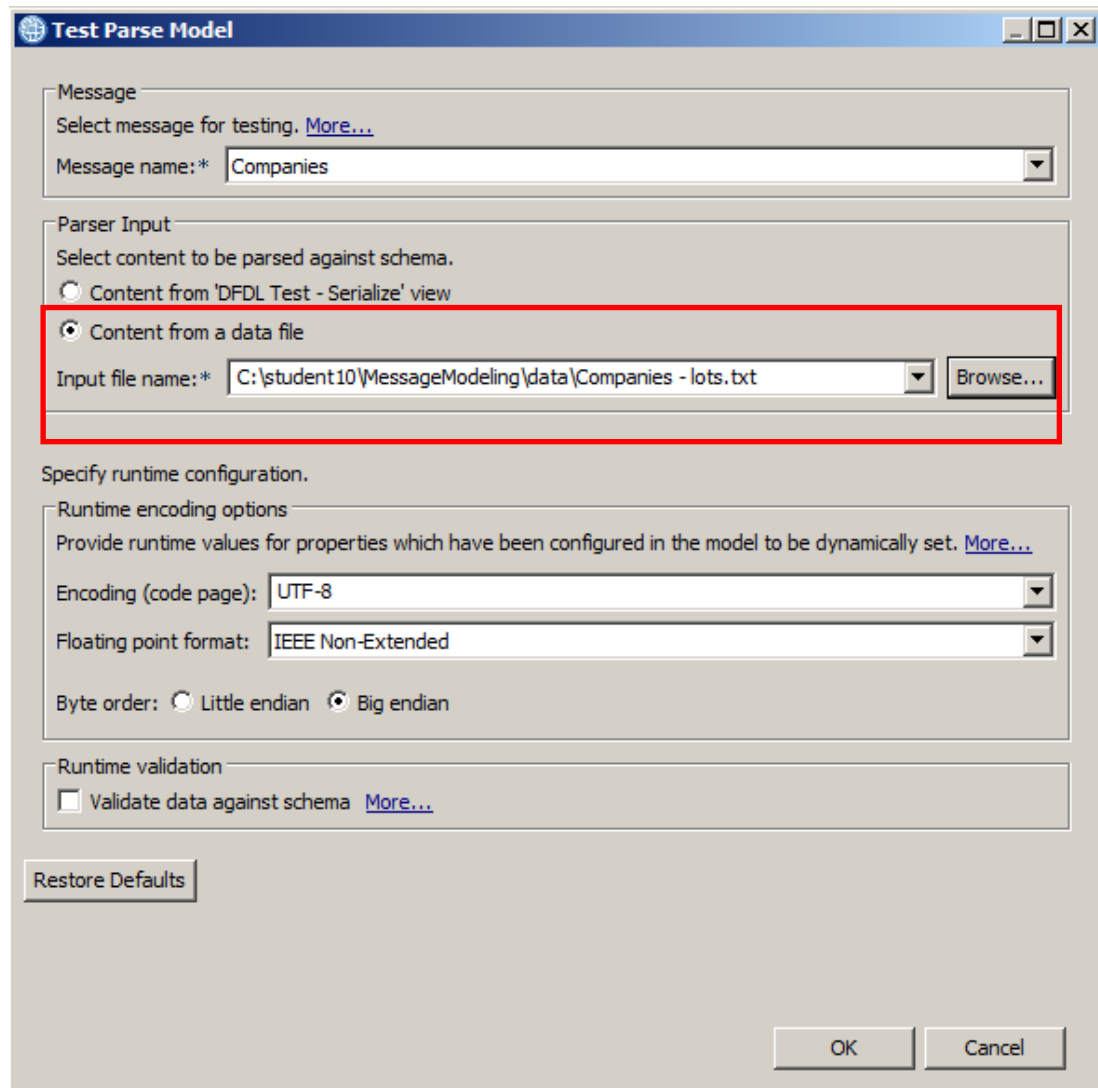 Test Parse Model
Message
Select message for testing. More...
Message name:* Companies
Parser Input
Select content to be parsed against schema.
Content from 'DFDL Test - Serialize' view
Content from a data file
Input file name:* C:\student10\MessageModeling\data\Companies - lots.txt Browse...
Specify runtime configuration.
Runtime encoding options
Provide runtime values for properties which have been configured in the model to be dynamically set. More...
Encoding (code page): UTF-8
Floating point format: IEEE Non-Extended
Byte order: Little endian Big endian
Runtime validation
Validate data against schema More...
Restore Defaults
OK Cancel